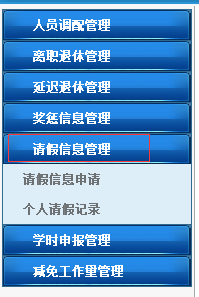 人员调配管理
离职退休管理
延迟退休管理
奖惩信息管理
请假信息管理
请假信息申请
个人请假记录
学时申报管理
减免工作量管理